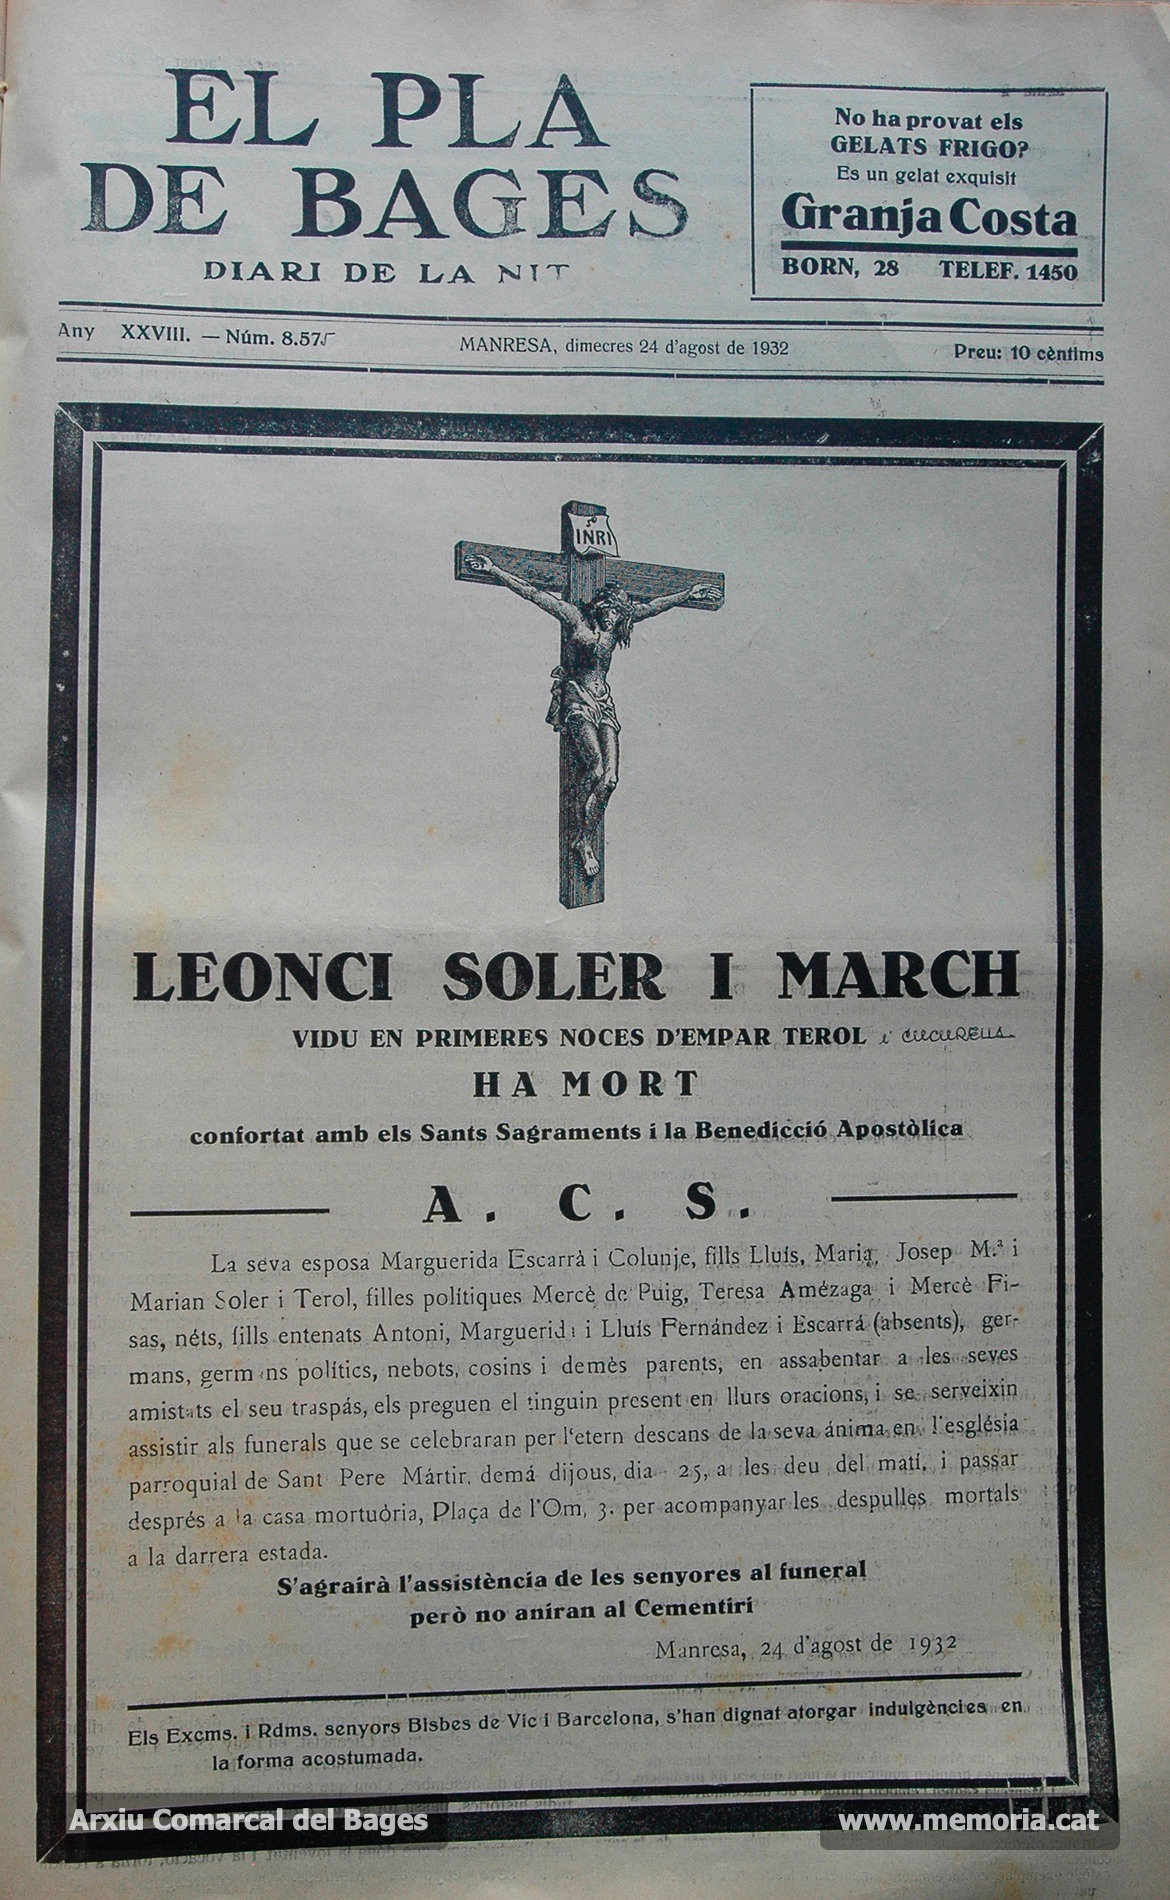 EL PLA
DE BAGES
DIARI DE LA NIT
No ha provat els
GELATS FRIGO?
Es un gelat exquisit
Granja Costa
BORN, 28 TELEF. 1450
Any XXVIII. — Núm. 8.575
MANRESA, dimecres 24 d'agost de 1932
Preu: 10 cèntims
INRI
LEONCI SOLER I MARCH
VIDU EN PRIMERES NOCES D'EMPAR TEROL i CUCURELLS
HA MORT
confortat amb els Sants Sagraments i la Benedicció Apostòlica
A. C. S.
La seva esposa Marguerida Escarrà i Colunje, fills Lluís, Maria, Josep M.ª i
Marian Soler i Terol, filles polítiques Mercè de Puig, Teresa Amézaga i Mercè Fi-
sas, néts, fills entenats Antoni, Marguerida i Lluís Fernández i Escarrá (absents), ger-
mans, germans polítics, nebots, cosins i demès parents, en assabentar a les seves
amistats el seu traspás, els preguen el tinguin present en llurs oracions, i se serveixin
assistir als funerals que se celebraran per l'etern descans de la seva ánima en l'església
parroquial de Sant Pere Mártir, demá dijous, dia 25, a les deu del matí, i passar
després a la casa mortuòria, Plaça de l'Om, 3. per acompanyar les despulles mortals
a la darrera estada.
S'agrairà l'assistència de les senyores al funeral
però no aniran al Cementiri
Manresa, 24 d'agost de 1932
Els Excms. i Rdms. senyors Bisbes de Vic i Barcelona, s'han dignat atorgar indulgències en
la forma acostumada.
Arxiu Comarcal del Bages
www.memoria.cat